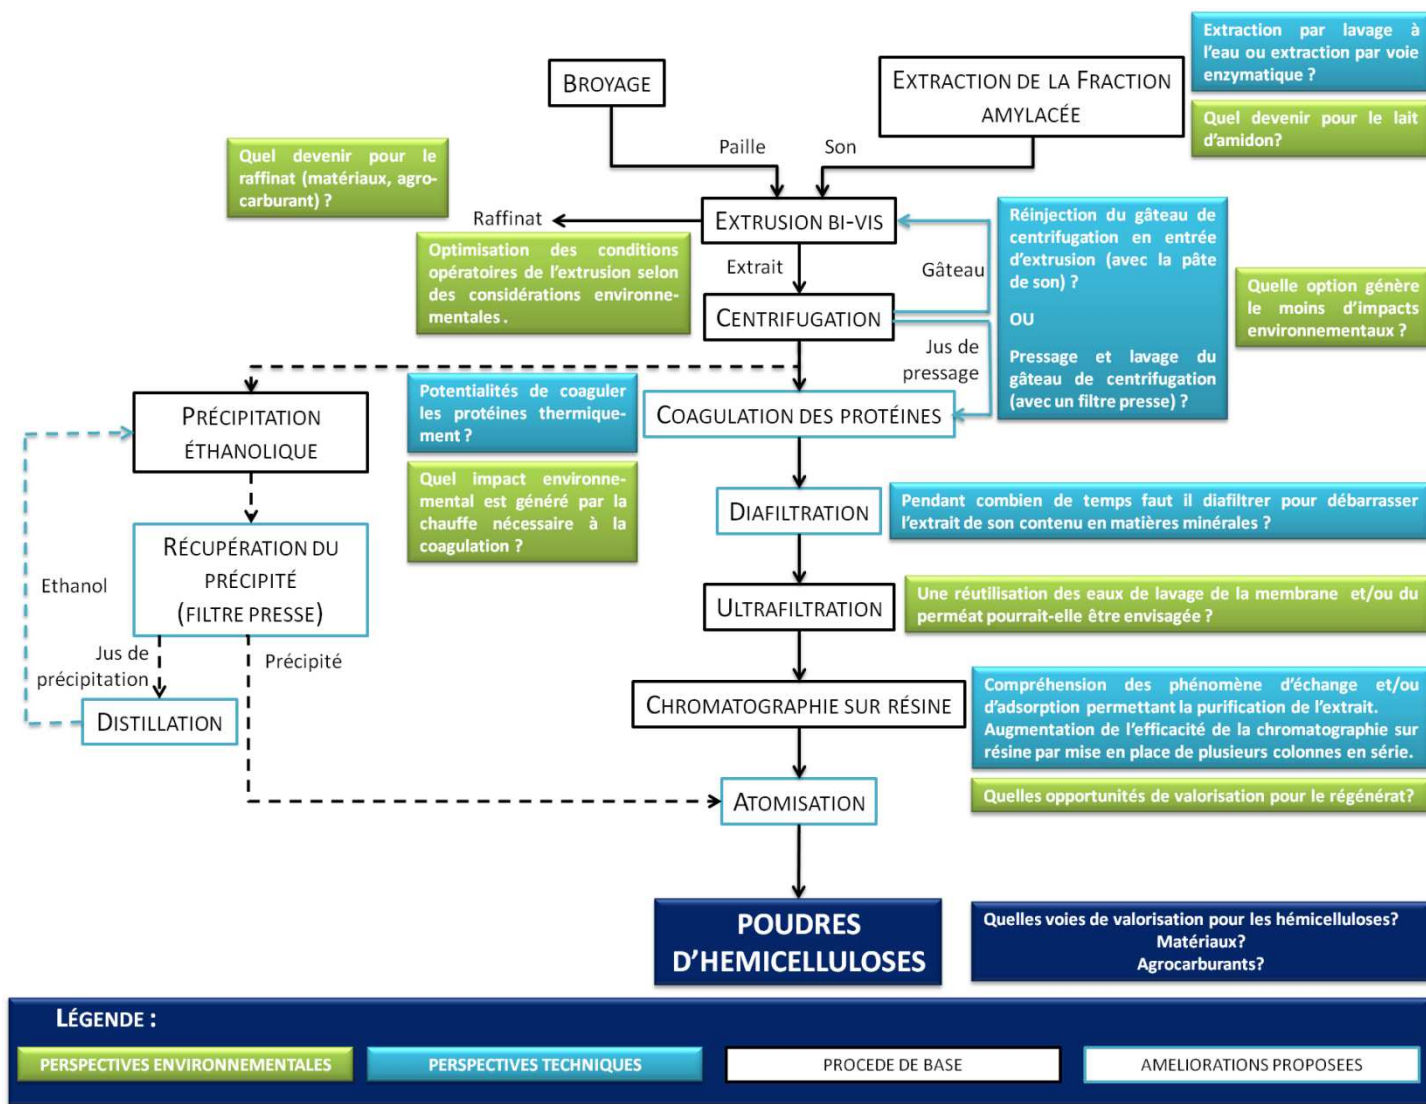 Extraction par lavage à
l'eau ou extraction par voie
enzymatique ?
BROYAGE
EXTRACTION DE LA FRACTION
AMYLACÉE
Quel devenir pour le lait
d'amidon?
Quel devenir pour le
raffinat (matériaux, agro-
carburant) ?
Paille
Son
Raffinat
EXTRUSION BI-VIS
Réinjection du gâteau de
centrifugation en entrée
d'extrusion (avec la pâte
de son) ?
OU
Pressage et lavage du
gâteau de centrifugation
(avec un filtre presse) ?
Optimisation des conditions
opératoires de l'extrusion selon
des considérations environne-
mentales .
Extrait
Gâteau
Quelle option génère
le moins d'impacts
environnementaux ?
CENTRIFUGATION
Jus de
pressage
Potentialités de coaguler
les protéines thermique-
ment ?
COAGULATION DES PROTÉINES
PRÉCIPITATION
ÉTHANOLIQUE
Quel impact environne-
mental est généré par la
chauffe nécessaire à la
coagulation ?
DIAFILTRATION
Pendant combien de temps faut il diafiltrer pour débarrasser
l'extrait de son contenu en matières minérales ?
Ethanol
RÉCUPÉRATION DU
PRÉCIPITÉ
(FILTRE PRESSE)
ULTRAFILTRATION
Une réutilisation des eaux de lavage de la membrane et/ou du
perméat pourrait-elle être envisagée ?
Jus de
précipitation
Précipité
DISTILLATION
CHROMATOGRAPHIE SUR RÉSINE
Compréhension des phénomène d'échange et/ou
d'adsorption permettant la purification de l'extrait.
Augmentation de l'efficacité de la chromatographie sur
résine par mise en place de plusieurs colonnes en série.
ATOMISATION
Quelles opportunités de valorisation pour le régénérat?
POUDRES
D'HEMICELLULOSES
Quelles voies de valorisation pour les hémicelluloses?
Matériaux?
Agrocarburants?
LÉGENDE :
PERSPECTIVES ENVIRONNEMENTALES
PERSPECTIVES TECHNIQUES
PROCEDE DE BASE
AMELIORATIONS PROPOSEES